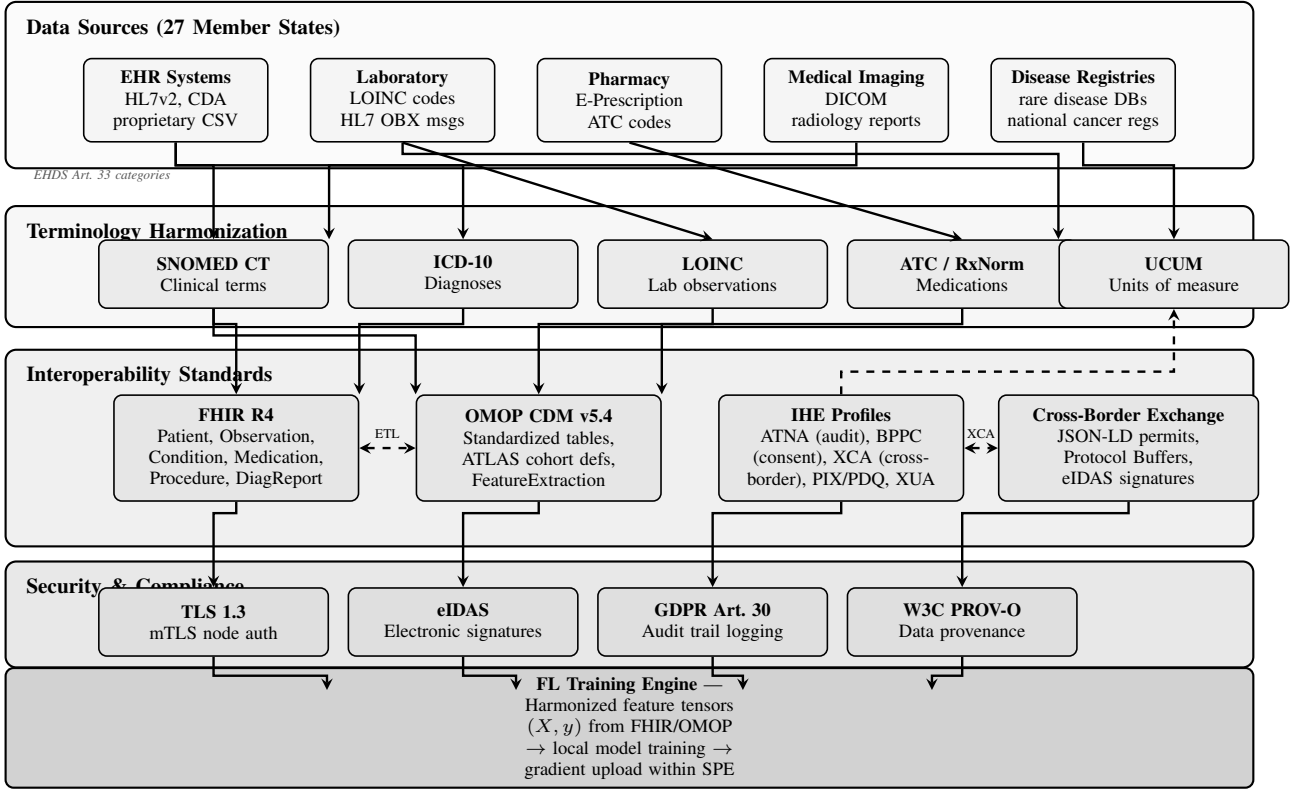 Data Sources (27 Member States)
EHR Systems
HL7v2, CDA
proprietary CSV
Laboratory
LOINC codes
HL7 OBX msgs
Pharmacy
E-Prescription
ATC codes
Medical Imaging
DICOM
radiology reports
Disease Registries
rare disease DBs
national cancer regs
EHDS Art. 33 categories
Terminology Harmonization
SNOMED CT
Clinical terms
ICD-10
Diagnoses
LOINC
Lab observations
ATC / RxNorm
Medications
UCUM
Units of measure
Interoperability Standards
FHIR R4
Patient, Observation,
Condition, Medication,
Procedure, DiagReport
ETL
OMOP CDM v5.4
Standardized tables,
ATLAS cohort defs,
FeatureExtraction
IHE Profiles
ATNA (audit), BPPC
(consent), XCA (cross-
border), PIX/PDQ, XUA
XCA
Cross-Border Exchange
JSON-LD permits,
Protocol Buffers,
eIDAS signatures
Security & Compliance
TLS 1.3
mTLS node auth
eIDAS
Electronic signatures
GDPR Art. 30
Audit trail logging
W3C PROV-O
Data provenance
FL Training Engine —
Harmonized feature tensors
(X, y) from FHIR/OMOP
→ local model training →
gradient upload within SPE